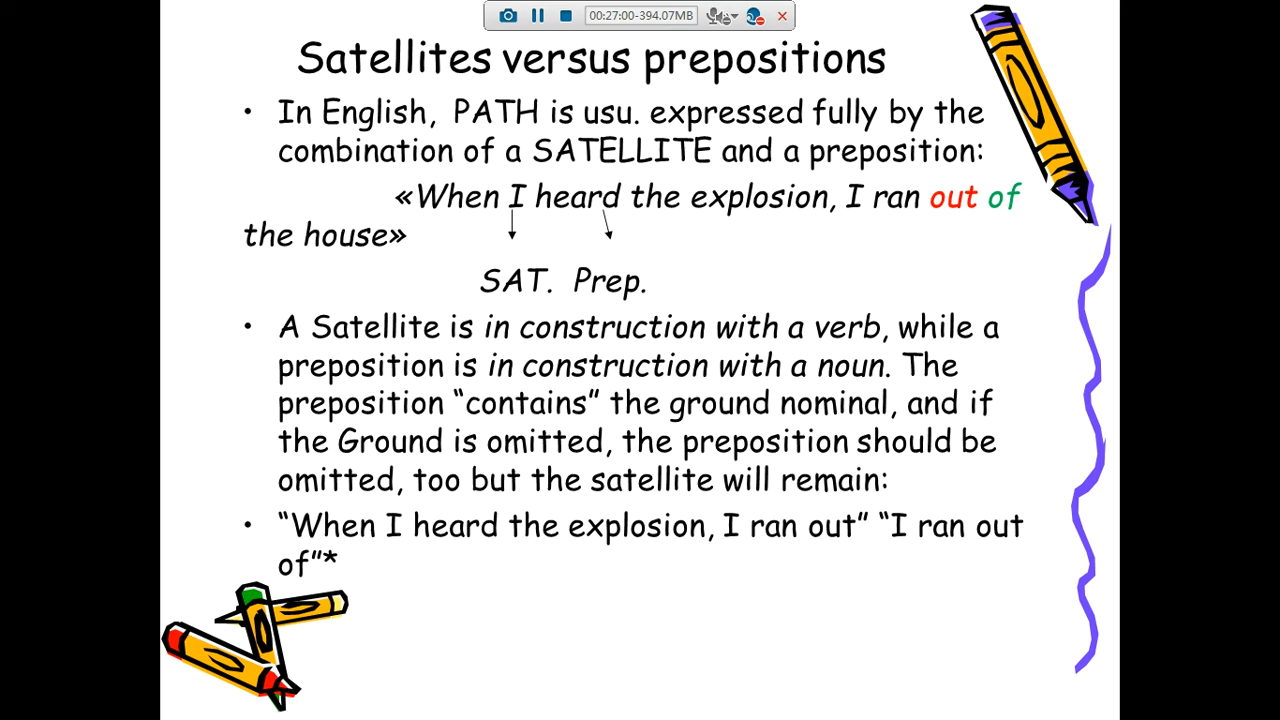 00:27:00-394.07MB
Satellites versus prepositions
• In English, PATH is usu. expressed fully by the
combination of a SATELLITE and a preposition:
«When I heard the explosion, I ran out of
the house»
SAT. Prep.
• A Satellite is in construction with a verb, while a
preposition is in construction with a noun. The
preposition “contains” the ground nominal, and if
the Ground is omitted, the preposition should be
omitted, too but the satellite will remain:
• “When I heard the explosion, I ran out” “I ran out
of”*